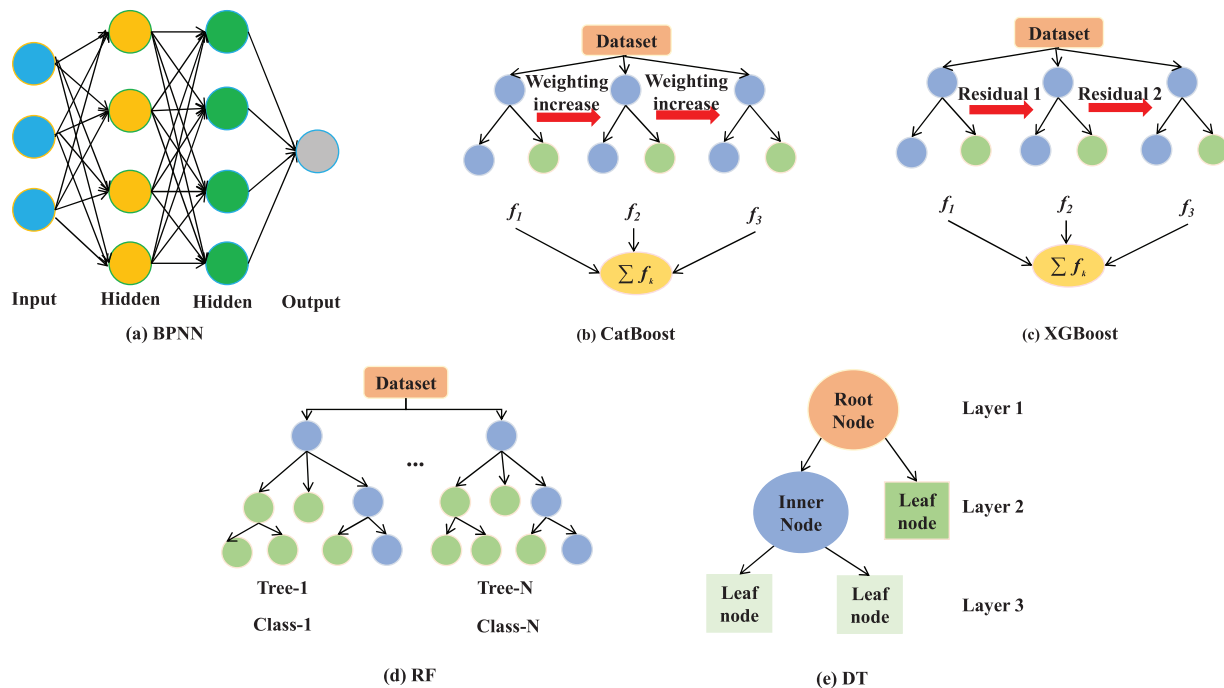 Input
Hidden
Hidden
Output
(a) BPNN
Dataset
Weighting
increase
Weighting
increase
f1
f2
f3
∑ fk
(b) CatBoost
Dataset
Residual 1
Residual 2
f1
f2
f3
∑ fk
(c) XGBoost
Dataset
...
Tree-1
Tree-N
Class-1
Class-N
(d) RF
Root
Node
Layer 1
Inner
Node
Leaf
node
Layer 2
Leaf
node
Leaf
node
Layer 3
(e) DT